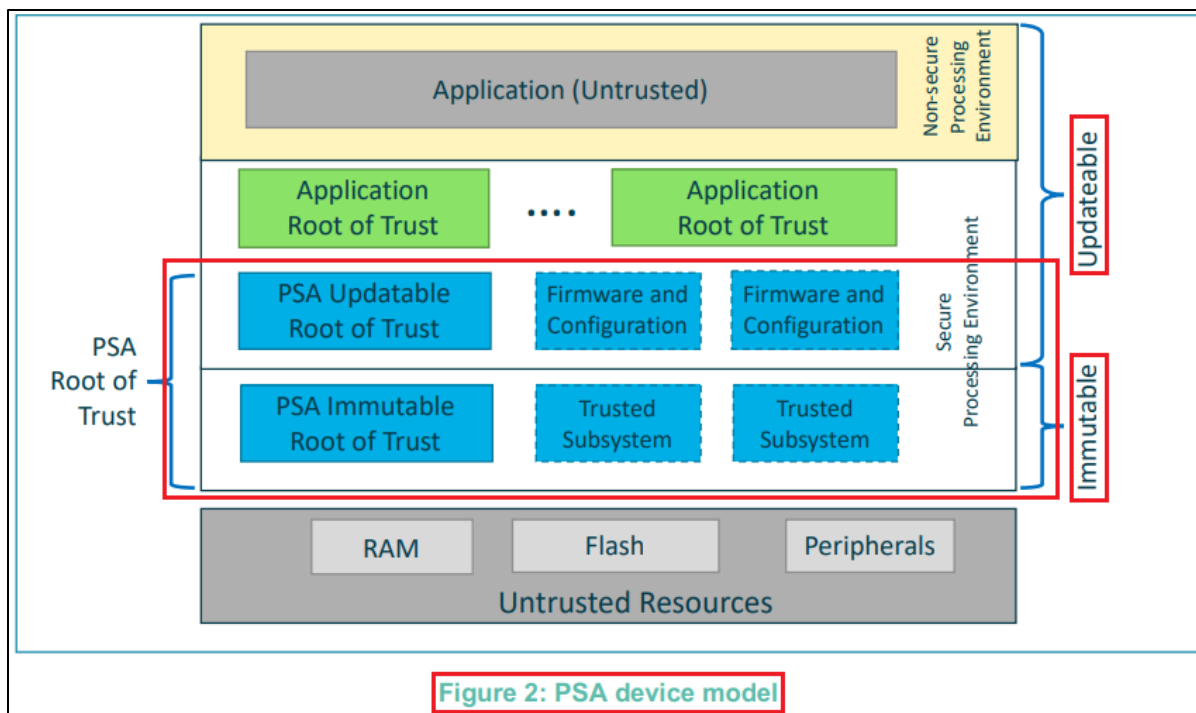 Application (Untrusted)
Non-secure
Processing
Environment
Application
Root of Trust
....
Application
Root of Trust
Updateable
PSA Updatable
Root of Trust
Firmware and
Configuration
Firmware and
Configuration
Secure
Processing Environment
PSA
Root of
Trust
PSA Immutable
Root of Trust
Trusted
Subsystem
Trusted
Subsystem
Immutable
RAM
Flash
Peripherals
Untrusted Resources
Figure 2: PSA device model